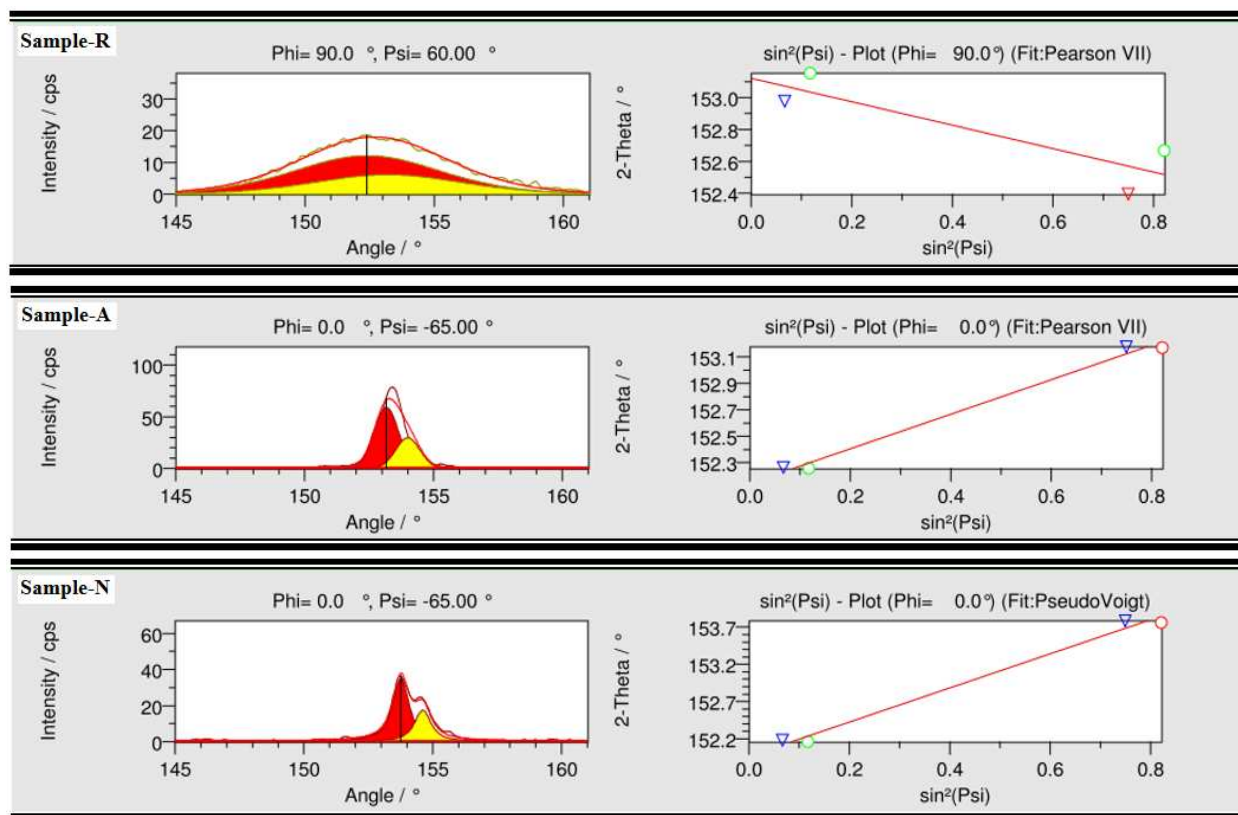 Sample-R
Phi= 90.0 °, Psi= 60.00 °
sin²(Psi) - Plot (Phi= 90.0°) (Fit:Pearson VII)
Intensity / cps
30
20
10
0
145 150 155 160
Angle / °
2-Theta / °
153.0
152.8
152.6
152.4
0.0 0.2 0.4 0.6 0.8
sin²(Psi)
Sample-A
Phi= 0.0 °, Psi= -65.00 °
sin²(Psi) - Plot (Phi= 0.0°) (Fit:Pearson VII)
Intensity / cps
100
50
0
145 150 155 160
Angle / °
2-Theta / °
153.1
152.9
152.7
152.5
152.3
0.0 0.2 0.4 0.6 0.8
sin²(Psi)
Sample-N
Phi= 0.0 °, Psi= -65.00 °
sin²(Psi) - Plot (Phi= 0.0°) (Fit:PseudoVoigt)
Intensity / cps
60
40
20
0
145 150 155 160
Angle / °
2-Theta / °
153.7
153.2
152.7
152.2
0.0 0.2 0.4 0.6 0.8
sin²(Psi)